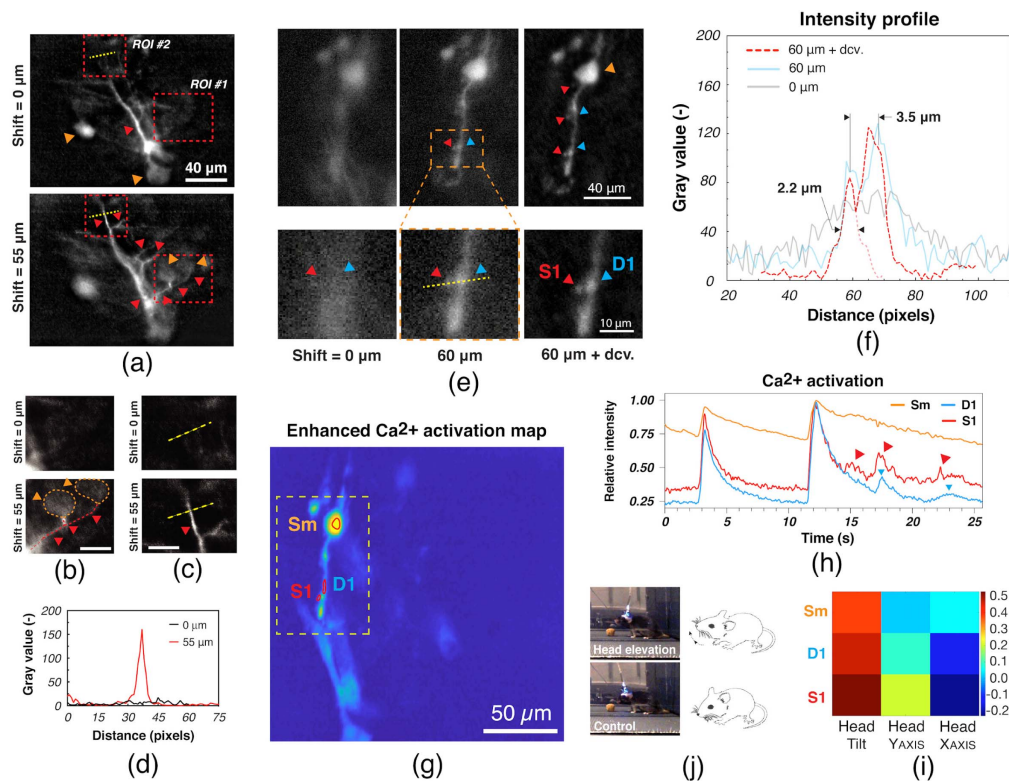 ROI #2
ROI #1
Shift = 0 µm
40 µm
Shift = 55 µm
(a)
40 µm
S1
D1
10 µm
Shift = 0 µm
60 µm
60 µm + dcv.
(e)
Intensity profile
200
160
120
80
40
0
Gray value (-)
60 µm + dcv.
60 µm
0 µm
3.5 µm
2.2 µm
20
40
60
80
100
Distance (pixels)
(f)
Shift = 0 µm
Shift = 55 µm
(b)
Shift = 0 µm
Shift = 55 µm
(c)
200
150
100
50
0
Gray value (-)
0 µm
55 µm
0
15
30
45
60
75
Distance (pixels)
(d)
Enhanced Ca2+ activation map
Sm
S1
D1
50 µm
(g)
Ca2+ activation
1.00
0.75
0.50
0.25
Relative intensity
Sm
D1
S1
0
5
10
15
20
25
Time (s)
(h)
Head elevation
Control
(j)
Sm
D1
S1
0.5
0.4
0.3
0.2
0.1
0
-0.1
-0.2
Head Tilt
Head YAXIS
Head XAXIS
(i)